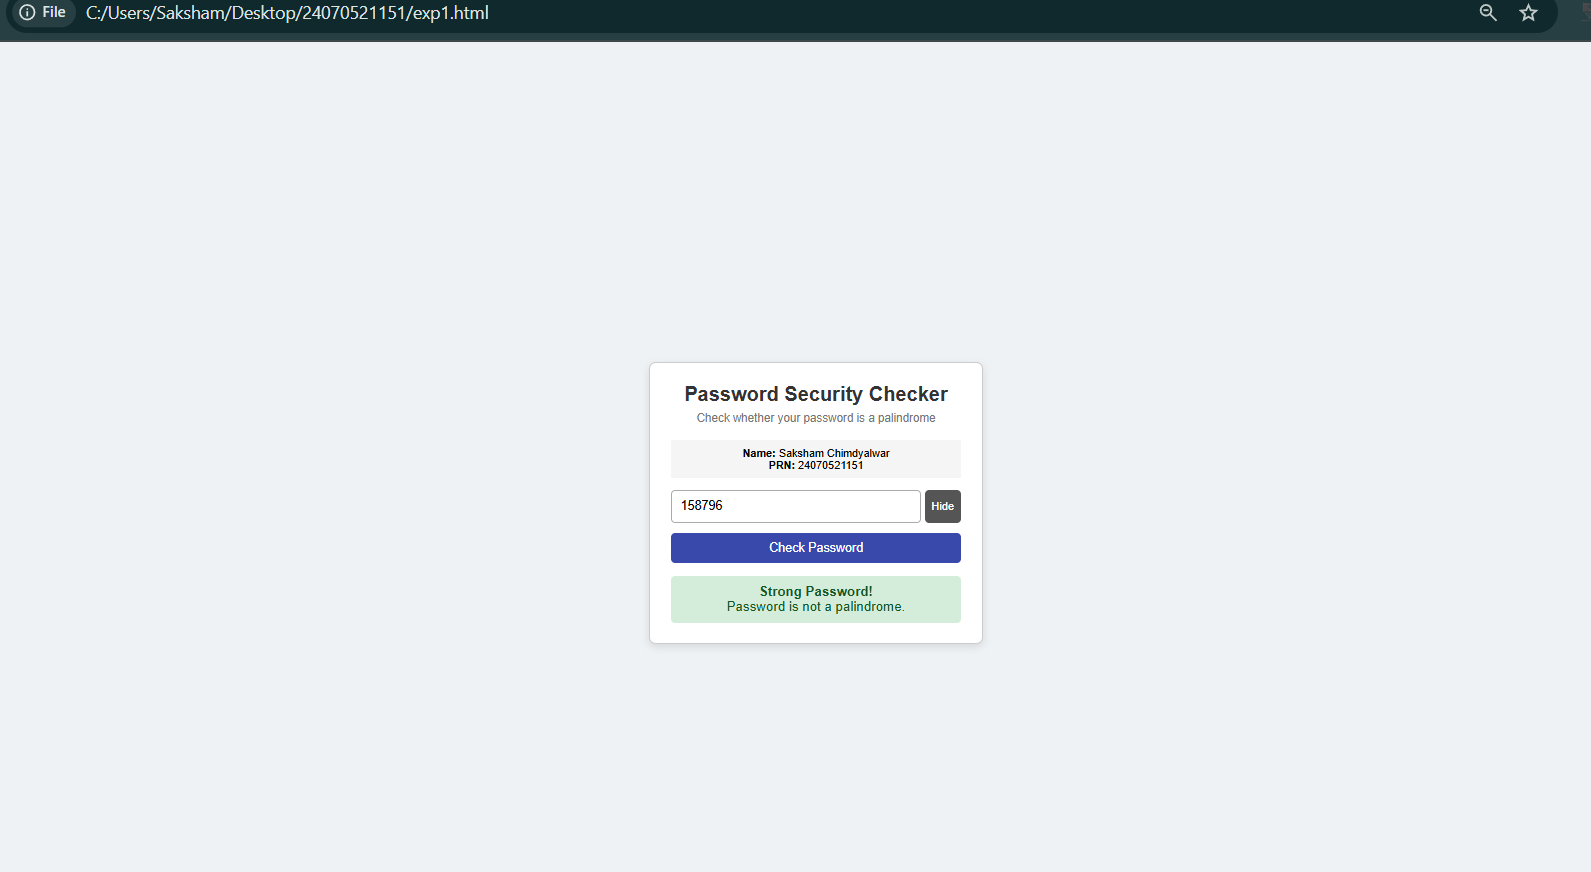 File C:/Users/Saksham/Desktop/24070521151/exp1.html
Password Security Checker
Check whether your password is a palindrome
Name: Saksham Chimdyalwar
PRN: 24070521151
158796 Hide
Check Password
Strong Password!
Password is not a palindrome.